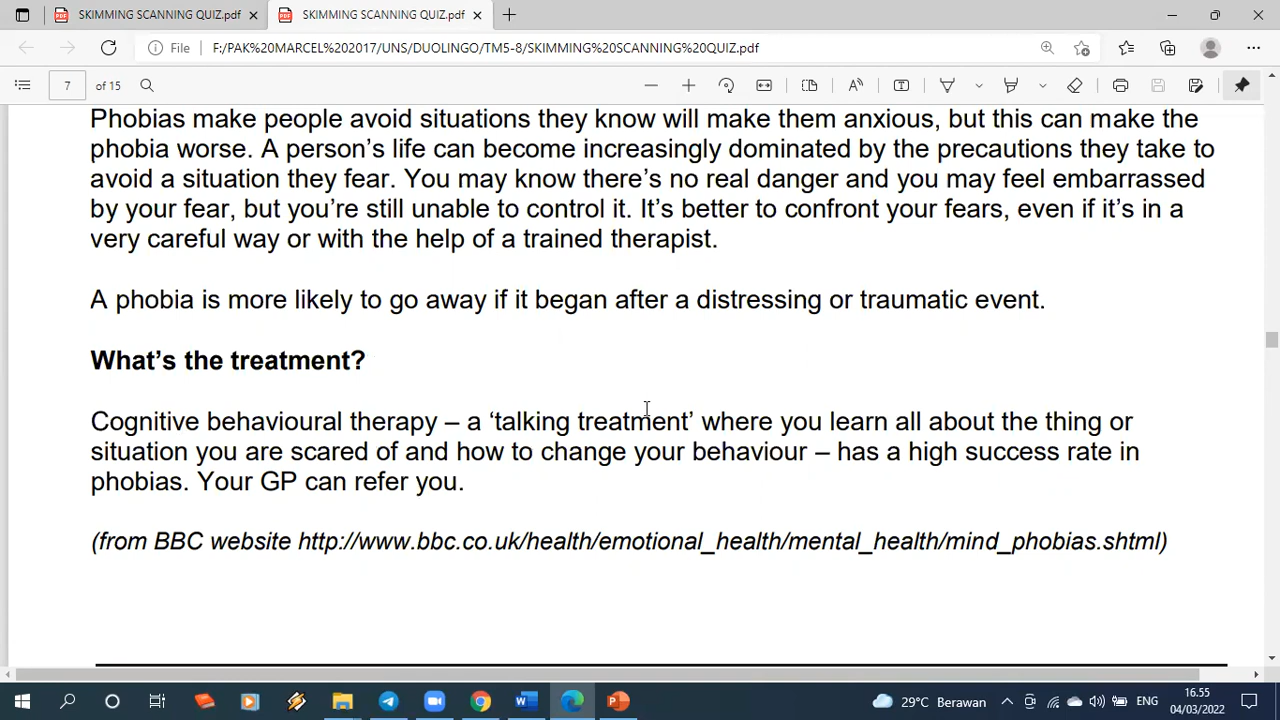 SKIMMING SCANNING QUIZ.pdf
SKIMMING SCANNING QUIZ.pdf
File
F:/PAK%20MARCEL%202017/UNS/DUOLINGO/TM5-8/SKIMMING%20SCANNING%20QUIZ.pdf
7 of 15
Phobias make people avoid situations they know will make them anxious, but this can make the
phobia worse. A person’s life can become increasingly dominated by the precautions they take to
avoid a situation they fear. You may know there’s no real danger and you may feel embarrassed
by your fear, but you’re still unable to control it. It’s better to confront your fears, even if it’s in a
very careful way or with the help of a trained therapist.
A phobia is more likely to go away if it began after a distressing or traumatic event.
What’s the treatment?
Cognitive behavioural therapy – a ‘talking treatment’ where you learn all about the thing or
situation you are scared of and how to change your behaviour – has a high success rate in
phobias. Your GP can refer you.
(from BBC website http://www.bbc.co.uk/health/emotional_health/mental_health/mind_phobias.shtml)
29°C Berawan
ENG
16.55
04/03/2022